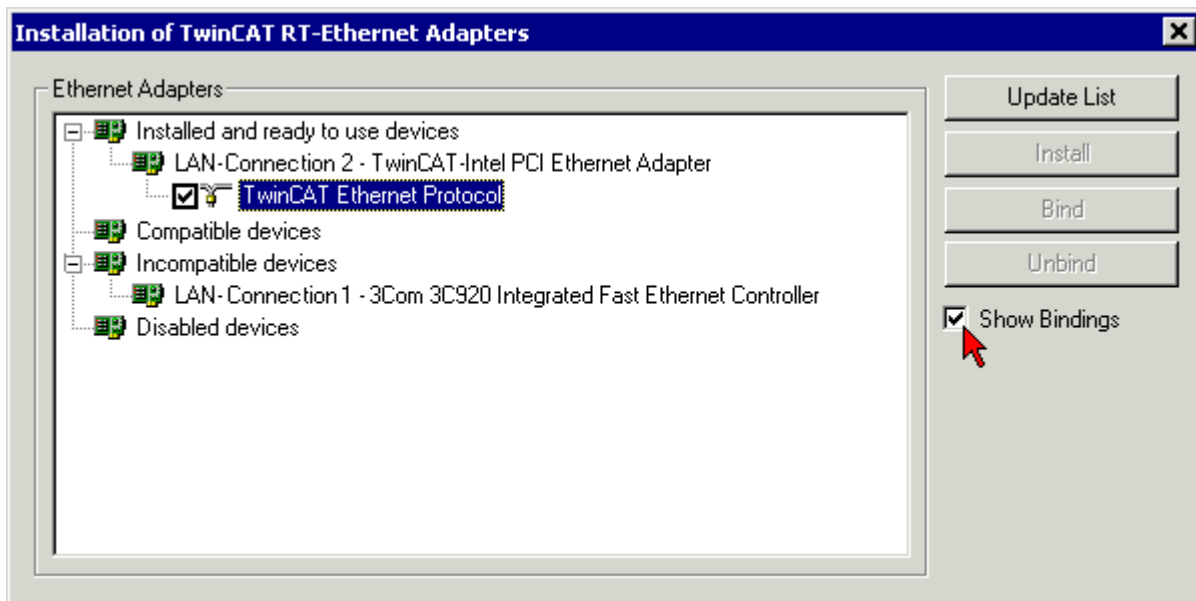 Installation of TwinCAT RT-Ethernet Adapters
Ethernet Adapters
Installed and ready to use devices
LAN-Connection 2 - TwinCAT-Intel PCI Ethernet Adapter
TwinCAT Ethernet Protocol
Compatible devices
Incompatible devices
LAN-Connection 1 - 3Com 3C920 Integrated Fast Ethernet Controller
Disabled devices
Update List
Install
Bind
Unbind
Show Bindings